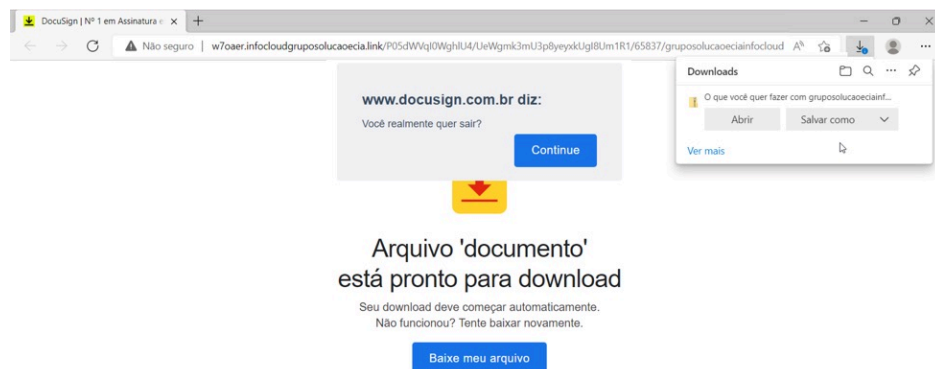 DocuSign | Nº 1 em Assinatura e
Não seguro | w7oaer.infocloudgruposolucaoecia.link/P05dWVqI0WghlU4/UeWgmk3mU3p8yeyxkUgI8Um1R1/65837/gruposolucaoeciainfocloud
Downloads
O que você quer fazer com gruposolucaoeciainf...
Abrir
Salvar como
Ver mais
www.docusign.com.br diz:
Você realmente quer sair?
Continue
Arquivo 'documento'
está pronto para download
Seu download deve começar automaticamente.
Não funcionou? Tente baixar novamente.
Baixe meu arquivo